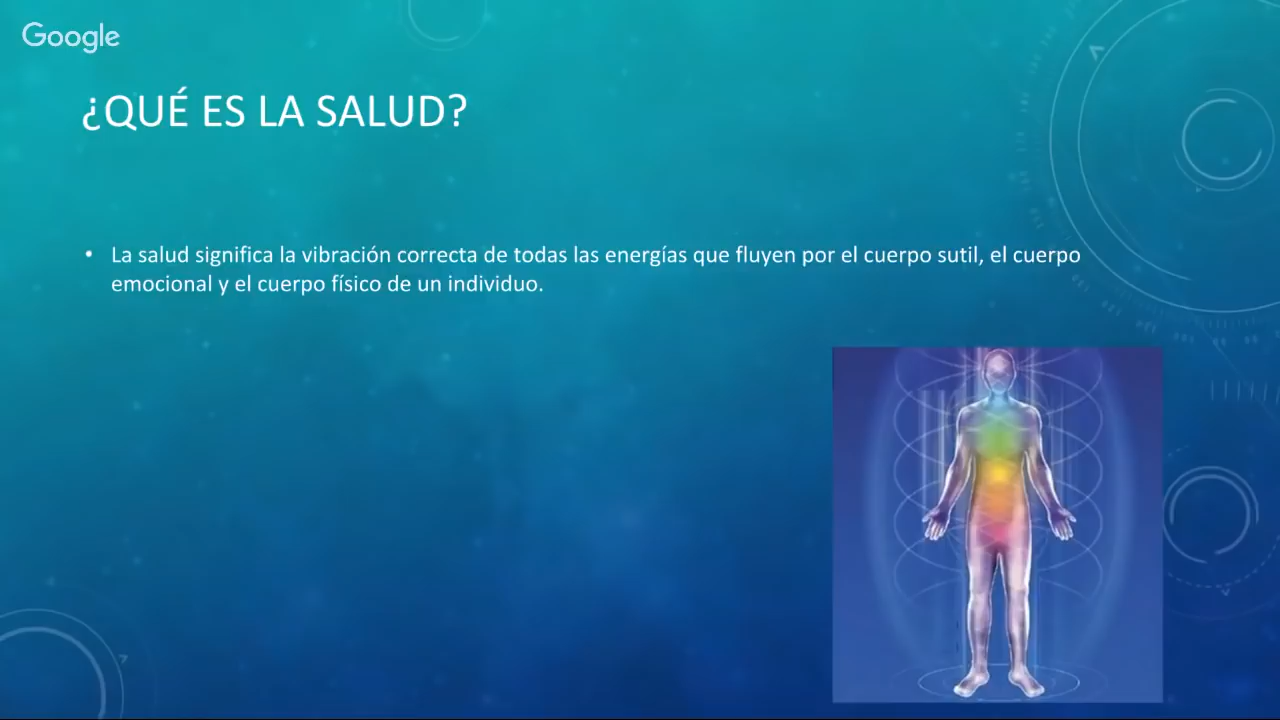 Google
¿QUÉ ES LA SALUD?
• La salud significa la vibración correcta de todas las energías que fluyen por el cuerpo sutil, el cuerpo
emocional y el cuerpo físico de un individuo.